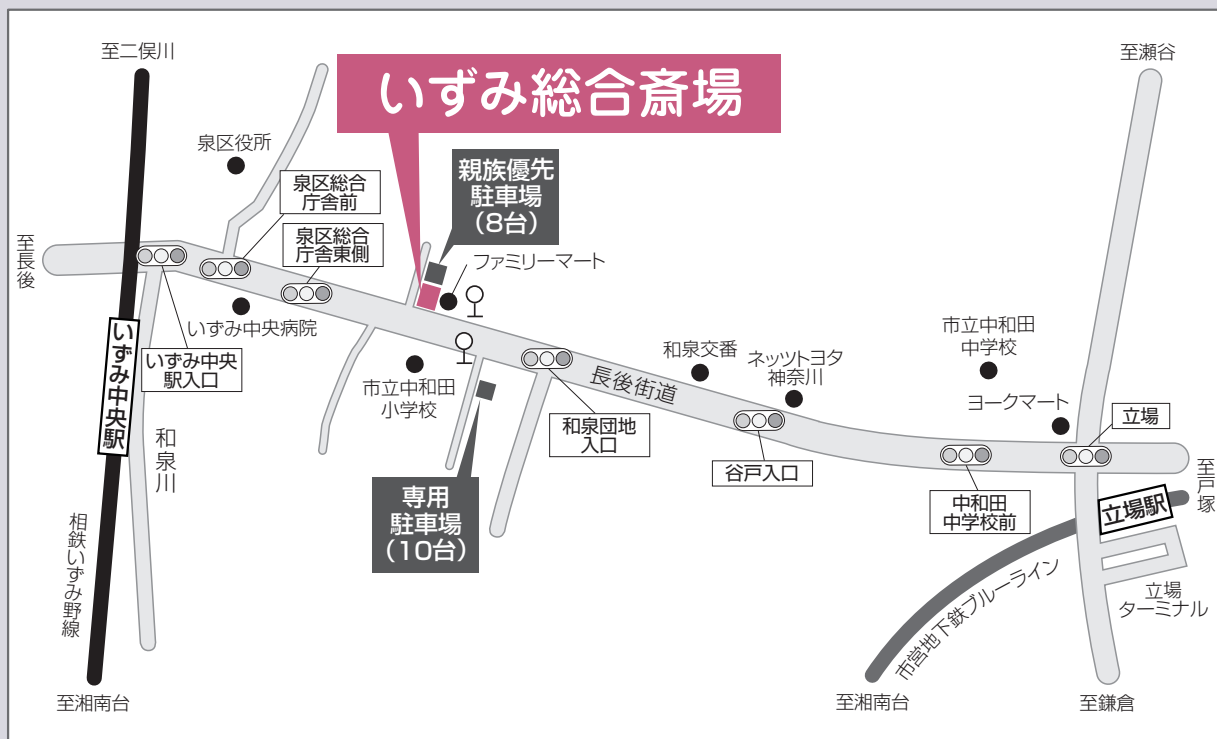 至二俣川
至瀬谷
いずみ総合斎場
泉区役所
親族優先
駐車場
(8台)
泉区総合
庁舎前
泉区総合
庁舎東側
至長後
ファミリーマート
いずみ中央病院
いずみ中央
駅入口
いずみ中央駅
市立中和田
小学校
長後街道
和泉交番
ネッツトヨタ
神奈川
市立中和田
中学校
ヨークマート
立場
和泉川
和泉団地
入口
谷戸入口
中和田
中学校前
至戸塚
立場駅
専用
駐車場
(10台)
相鉄いずみ野線
市営地下鉄ブルーライン
立場
ターミナル
至湘南台
至湘南台
至鎌倉